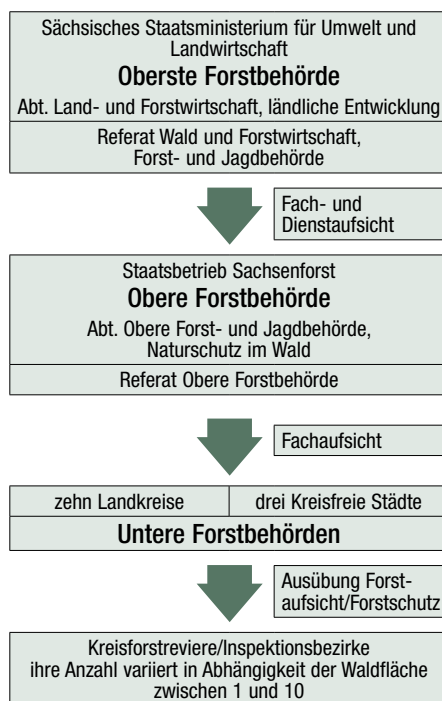 Sächsisches Staatsministerium für Umwelt und
Landwirtschaft
Oberste Forstbehörde
Abt. Land- und Forstwirtschaft, ländliche Entwicklung
Referat Wald und Forstwirtschaft,
Forst- und Jagdbehörde
Fach- und
Dienstaufsicht
Staatsbetrieb Sachsenforst
Obere Forstbehörde
Abt. Obere Forst- und Jagdbehörde,
Naturschutz im Wald
Referat Obere Forstbehörde
Fachaufsicht
zehn Landkreise
drei Kreisfreie Städte
Untere Forstbehörden
Ausübung Forst-
aufsicht/Forstschutz
Kreisforstreviere/Inspektionsbezirke
ihre Anzahl variiert in Abhängigkeit der Waldfläche
zwischen 1 und 10